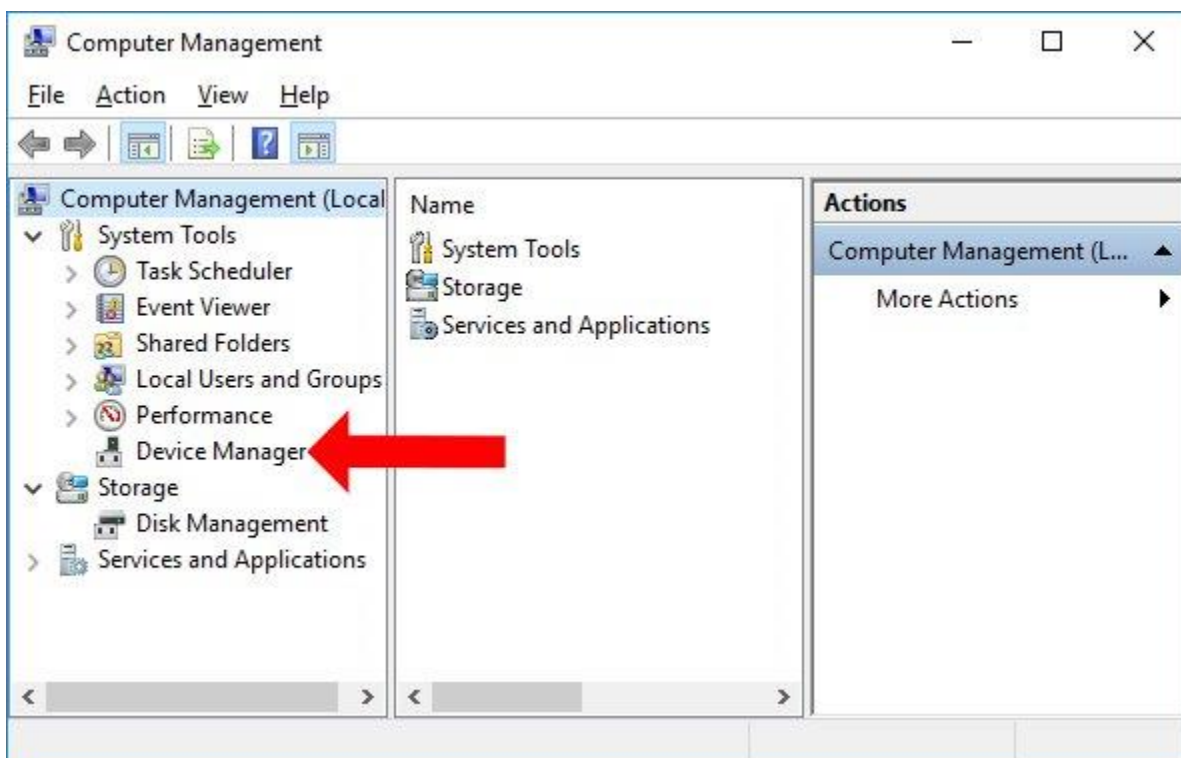 Computer Management
File Action View Help
Computer Management (Local
System Tools
Task Scheduler
Event Viewer
Shared Folders
Local Users and Groups
Performance
Device Manager
Storage
Disk Management
Services and Applications
Name
System Tools
Storage
Services and Applications
Actions
Computer Management (L...
More Actions